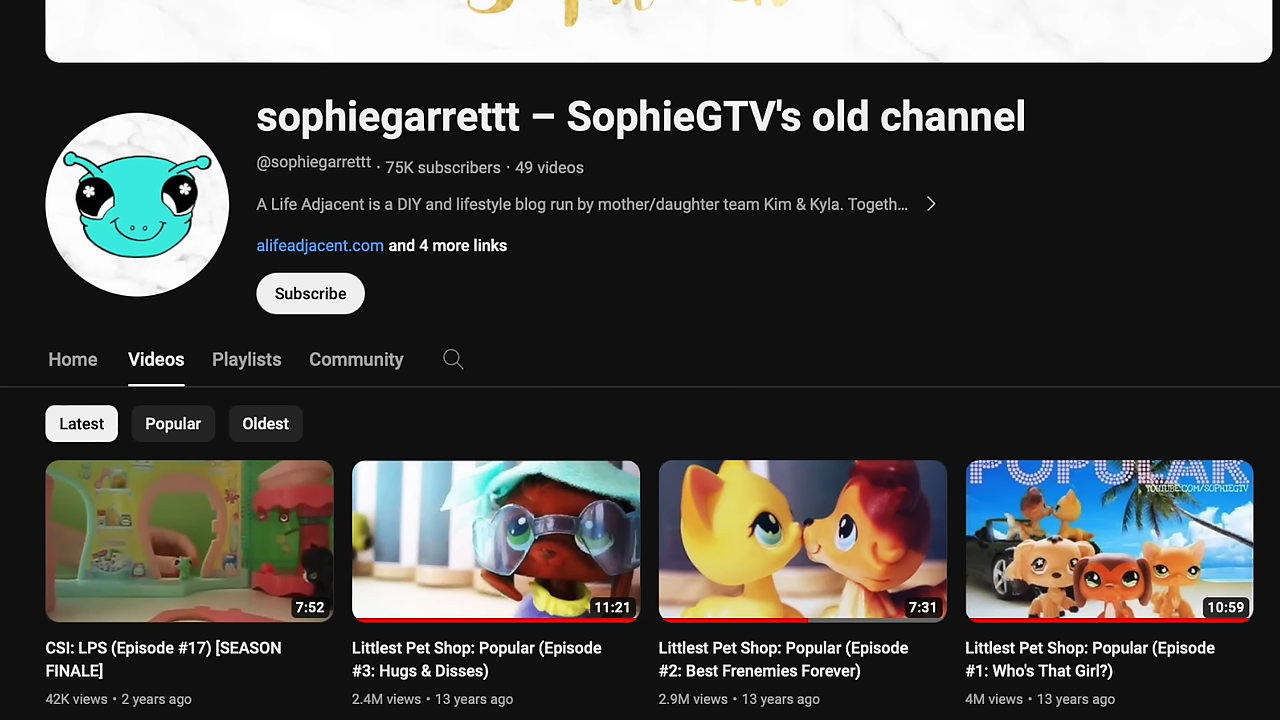 sophiegarrettt – SophieGTV's old channel
@sophiegarrettt · 75K subscribers · 49 videos
A Life Adjacent is a DIY and lifestyle blog run by mother/daughter team Kim & Kyla. Togeth...
alifeadjacent.com and 4 more links
Subscribe
Home Videos Playlists Community
Latest Popular Oldest
POPULAR
YOUTUBE.COM/SOPHIEGTV
7:52 11:21 7:31 10:59
CSI: LPS (Episode #17) [SEASON
FINALE]
42K views • 2 years ago
Littlest Pet Shop: Popular (Episode
#3: Hugs & Disses)
2.4M views • 13 years ago
Littlest Pet Shop: Popular (Episode
#2: Best Frenemies Forever)
2.9M views • 13 years ago
Littlest Pet Shop: Popular (Episode
#1: Who's That Girl?)
4M views • 13 years ago